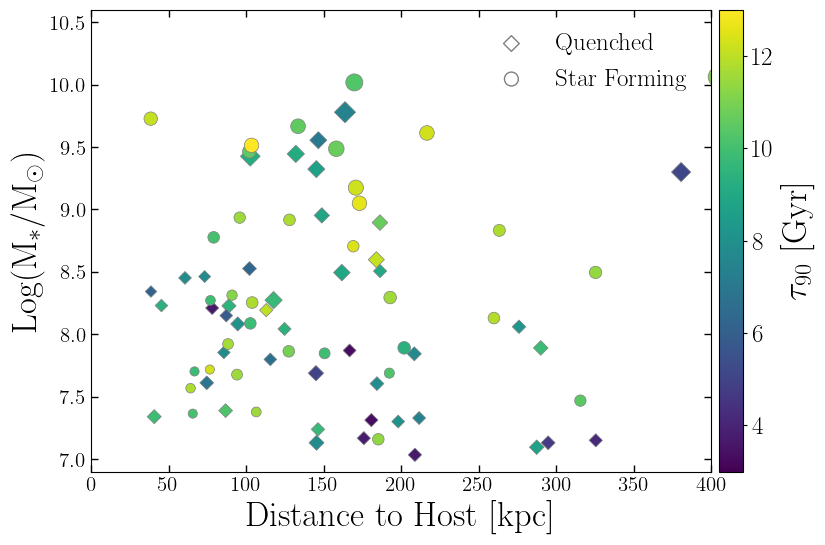 Quenched
Star Forming
Log(M*/M⊙)
10.5
10.0
9.5
9.0
8.5
8.0
7.5
7.0
0 50 100 150 200 250 300 350 400
Distance to Host [kpc]
12
10
8
6
4
τ90 [Gyr]